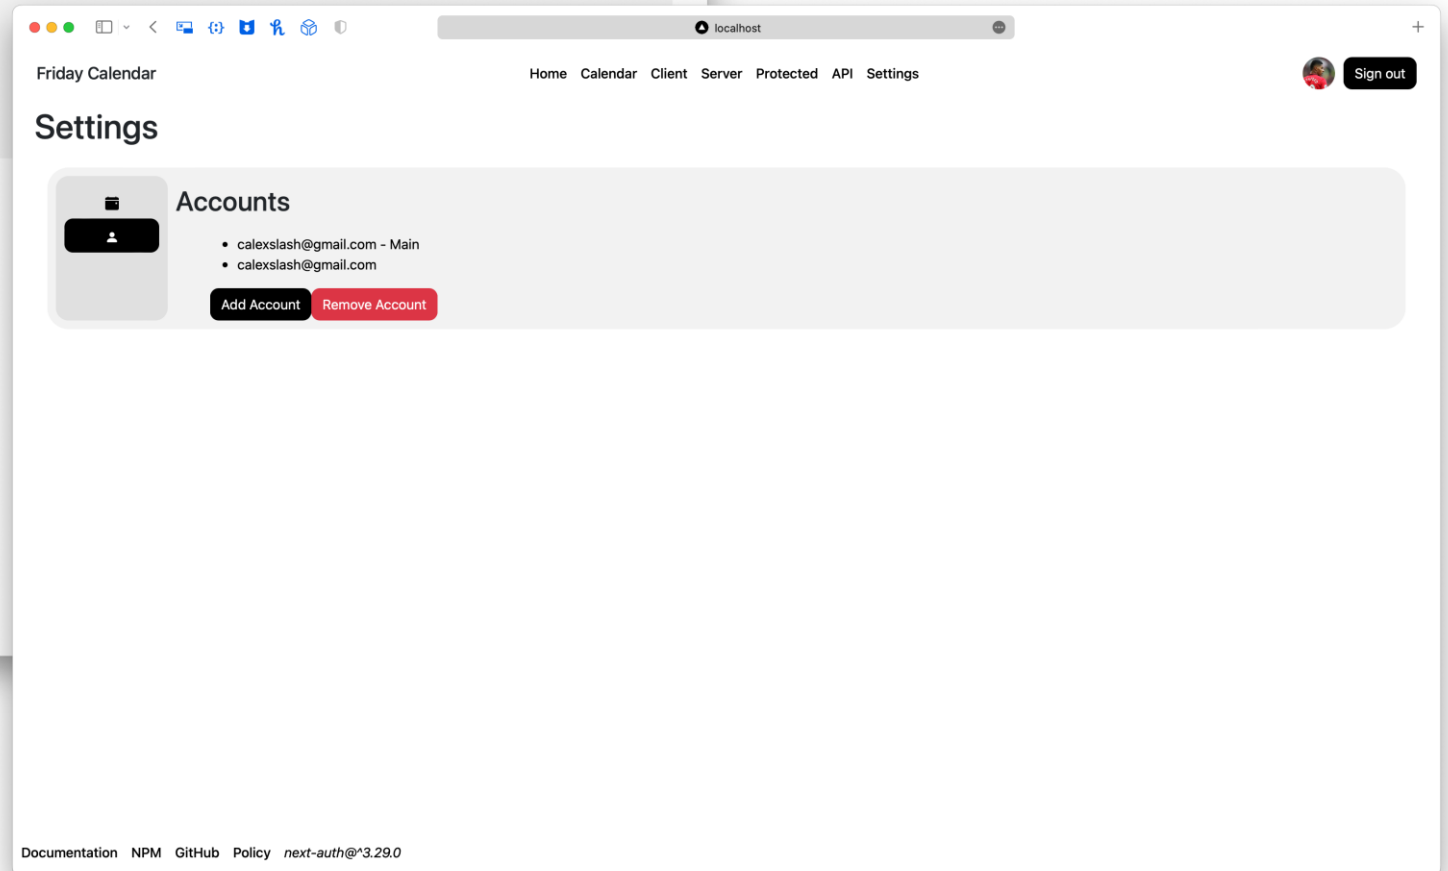 localhost
Friday Calendar
Home Calendar Client Server Protected API Settings
Sign out
Settings
Accounts
calexslash@gmail.com - Main
calexslash@gmail.com
Add Account Remove Account
Documentation NPM GitHub Policy next-auth@^3.29.0